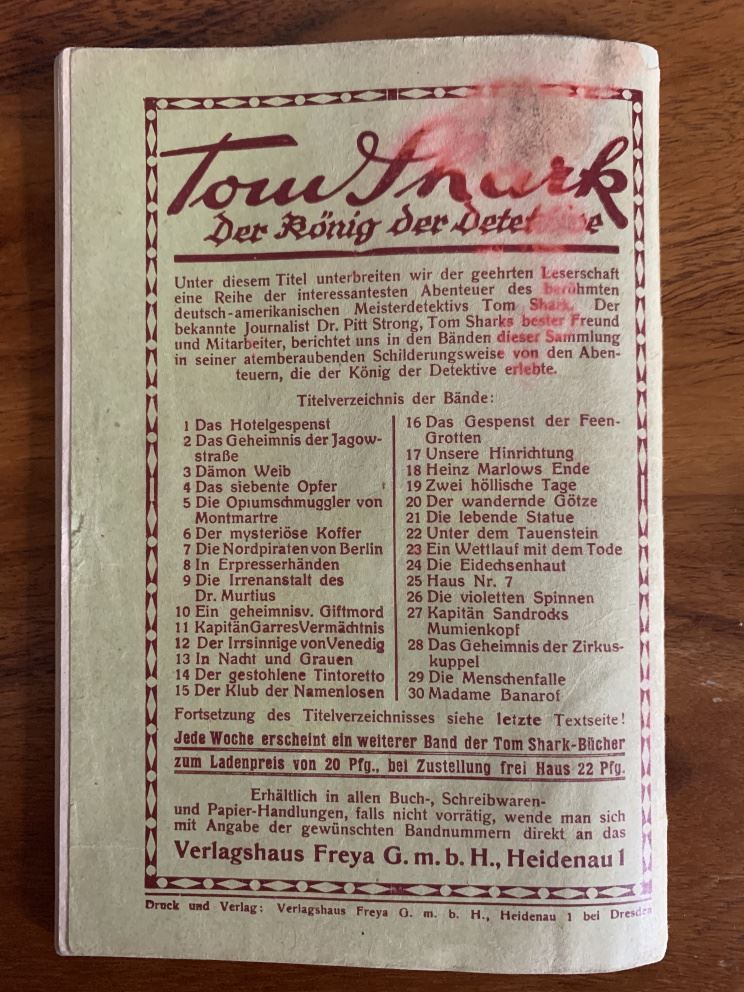 Tom Shark
Der König der Detektive
Unter diesem Titel unterbreiten wir der geehrten Leserschaft
eine Reihe der interessantesten Abenteuer des berühmten
deutsch-amerikanischen Meisterdetektivs Tom Shark. Der
bekannte Journalist Dr. Pitt Strong, Tom Sharks bester Freund
und Mitarbeiter, berichtet uns in den Bänden dieser Sammlung
in seiner atemberaubenden Schilderungsweise von den Aben-
teuern, die der König der Detektive erlebte.
Titelverzeichnis der Bände:
1 Das Hotelgespenst
2 Das Geheimnis der Jagow-
straße
3 Dämon Weib
4 Das siebente Opfer
5 Die Opiumschmuggler von
Montmartre
6 Der mysteriöse Koffer
7 Die Nordpiraten von Berlin
8 In Erpresserhänden
9 Die Irrenanstalt des
Dr. Murtius
10 Ein geheimnisv. Giftmord
11 Kapitän Garres Vermächtnis
12 Der Irrsinnige von Venedig
13 In Nacht und Grauen
14 Der gestohlene Tintoretto
15 Der Klub der Namenlosen
16 Das Gespenst der Feen-
Grotten
17 Unsere Hinrichtung
18 Heinz Marlows Ende
19 Zwei höllische Tage
20 Der wandernde Götze
21 Die lebende Statue
22 Unter dem Tauenstein
23 Ein Wettlauf mit dem Tode
24 Die Eidechsenhaut
25 Haus Nr. 7
26 Die violetten Spinnen
27 Kapitän Sandrocks
Mumienkopf
28 Das Geheimnis der Zirkus-
kuppel
29 Die Menschenfalle
30 Madame Banarof
Fortsetzung des Titelverzeichnisses siehe letzte Textseite!
Jede Woche erscheint ein weiterer Band der Tom Shark-Bücher
zum Ladenpreis von 20 Pfg., bei Zustellung frei Haus 22 Pfg.
Erhältlich in allen Buch-, Schreibwaren-
und Papier-Handlungen, falls nicht vorrätig, wende man sich
mit Angabe der gewünschten Bandnummern direkt an das
Verlagshaus Freya G. m. b. H., Heidenau 1
Druck und Verlag: Verlagshaus Freya G. m. b. H., Heidenau 1 bei Dresden